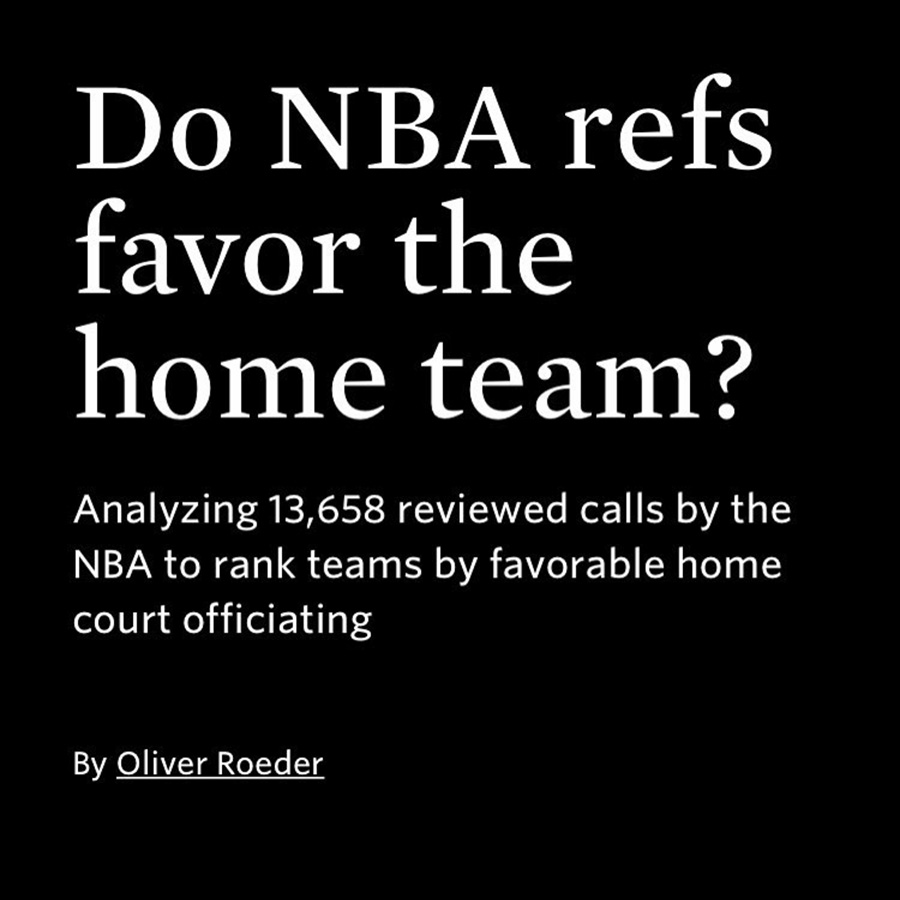 Do NBA refs
favor the
home team?
Analyzing 13,658 reviewed calls by the
NBA to rank teams by favorable home
court officiating
By Oliver Roeder